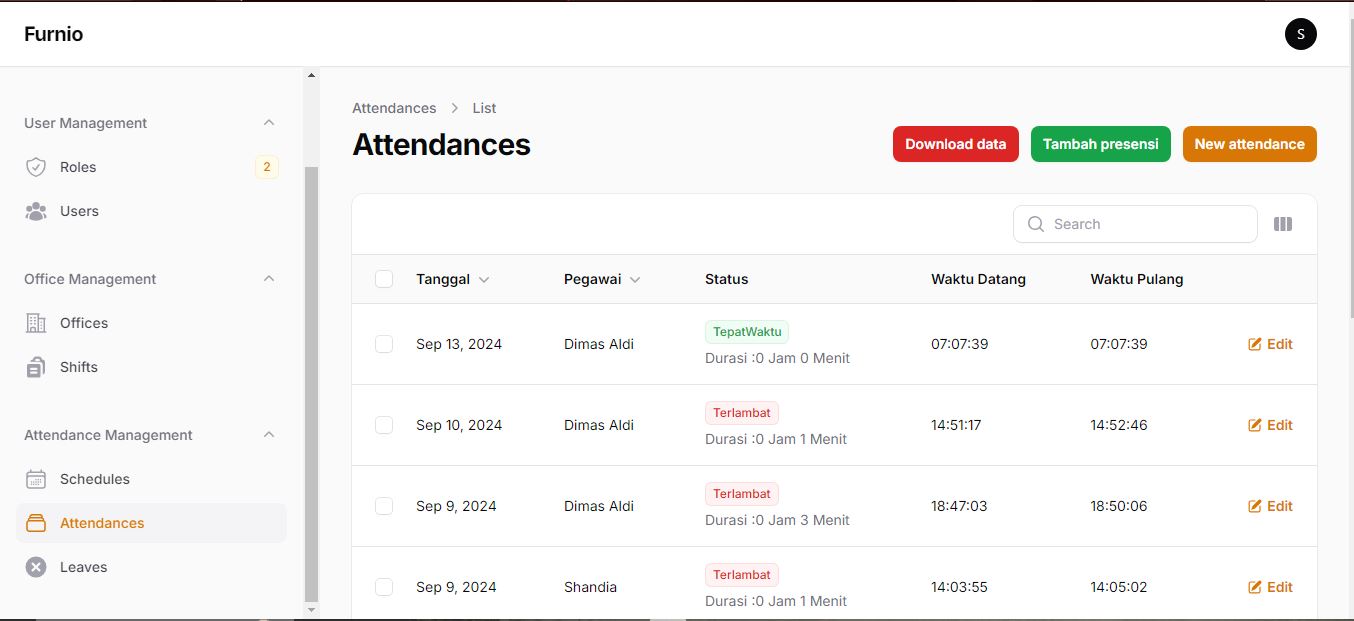 Furnio
S
User Management
Roles
2
Users
Office Management
Offices
Shifts
Attendance Management
Schedules
Attendances
Leaves
Attendances > List
Attendances
Download data
Tambah presensi
New attendance
Search
Tanggal Pegawai Status Waktu Datang Waktu Pulang
Sep 13, 2024 Dimas Aldi TepatWaktu 07:07:39 07:07:39 Edit
Durasi :0 Jam 0 Menit
Sep 10, 2024 Dimas Aldi Terlambat 14:51:17 14:52:46 Edit
Durasi :0 Jam 1 Menit
Sep 9, 2024 Dimas Aldi Terlambat 18:47:03 18:50:06 Edit
Durasi :0 Jam 3 Menit
Sep 9, 2024 Shandia Terlambat 14:03:55 14:05:02 Edit
Durasi :0 Jam 1 Menit